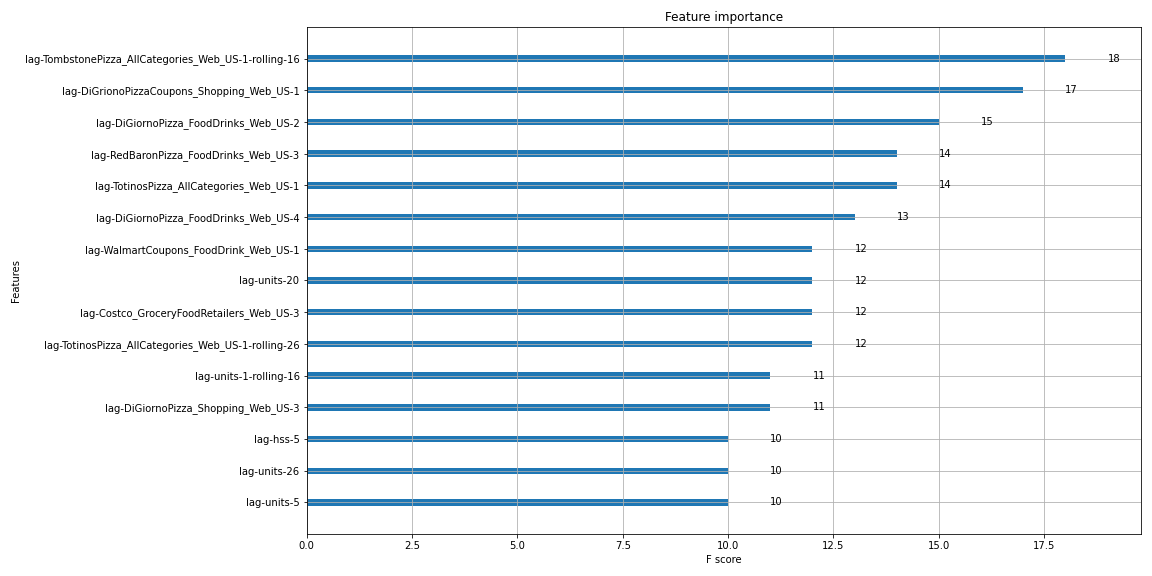 Feature importance
lag-TombstonePizza_AllCategories_Web_US-1-rolling-16 18
lag-DiGrionoPizzaCoupons_Shopping_Web_US-1 17
lag-DiGiornoPizza_FoodDrinks_Web_US-2 15
lag-RedBaronPizza_FoodDrinks_Web_US-3 14
lag-TotinosPizza_AllCategories_Web_US-1 14
lag-DiGiornoPizza_FoodDrinks_Web_US-4 13
lag-WalmartCoupons_FoodDrink_Web_US-1 12
lag-units-20 12
lag-Costco_GroceryFoodRetailers_Web_US-3 12
lag-TotinosPizza_AllCategories_Web_US-1-rolling-26 12
lag-units-1-rolling-16 11
lag-DiGiornoPizza_Shopping_Web_US-3 11
lag-hss-5 10
lag-units-26 10
lag-units-5 10
Features
0.0 2.5 5.0 7.5 10.0 12.5 15.0 17.5
F score